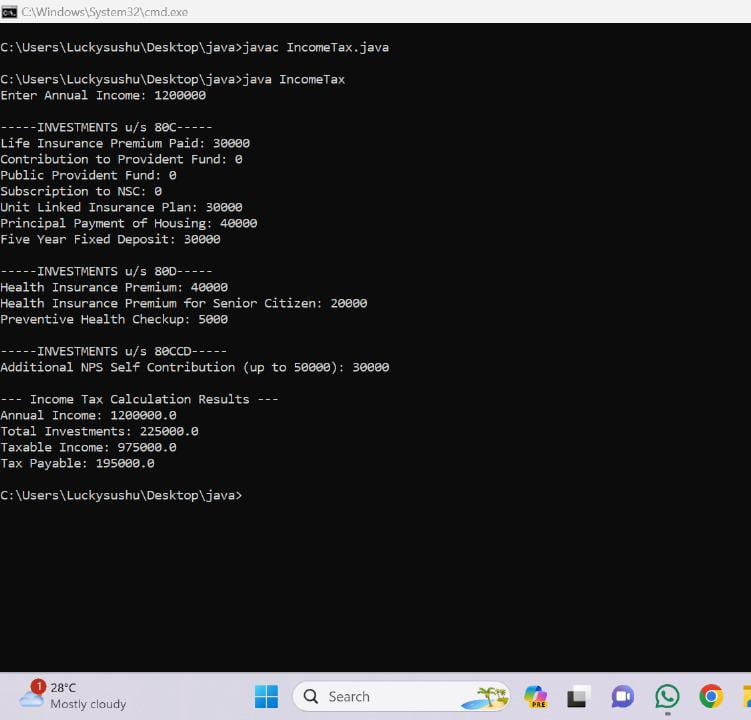 C:\Windows\System32\cmd.exe
C:\Users\Luckysushu\Desktop\java>javac IncomeTax.java
C:\Users\Luckysushu\Desktop\java>java IncomeTax
Enter Annual Income: 1200000
-----INVESTMENTS u/s 80C-----
Life Insurance Premium Paid: 30000
Contribution to Provident Fund: 0
Public Provident Fund: 0
Subscription to NSC: 0
Unit Linked Insurance Plan: 30000
Principal Payment of Housing: 40000
Five Year Fixed Deposit: 30000
-----INVESTMENTS u/s 80D-----
Health Insurance Premium: 40000
Health Insurance Premium for Senior Citizen: 20000
Preventive Health Checkup: 5000
-----INVESTMENTS u/s 80CCD-----
Additional NPS Self Contribution (up to 50000): 30000
--- Income Tax Calculation Results ---
Annual Income: 1200000.0
Total Investments: 225000.0
Taxable Income: 975000.0
Tax Payable: 195000.0
C:\Users\Luckysushu\Desktop\java>
1
28°C
Mostly cloudy
Search
PRE